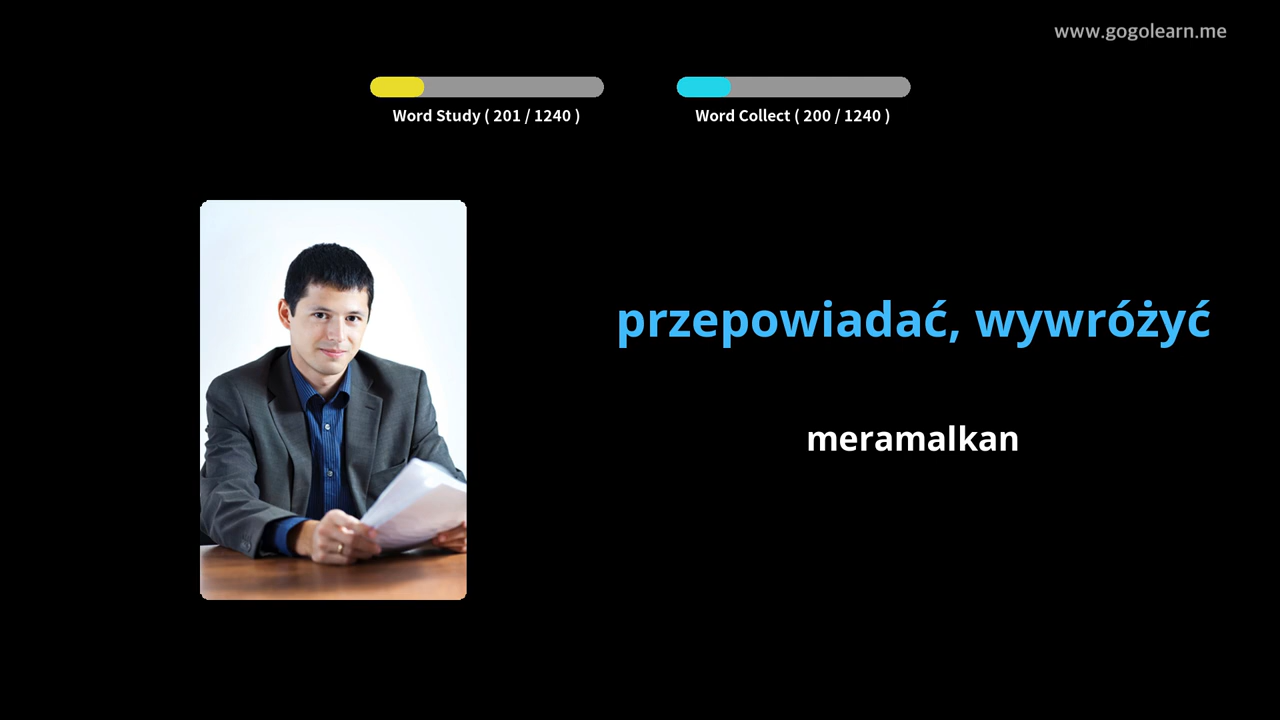 www.gogolearn.me
Word Study ( 201 / 1240 )
Word Collect ( 200 / 1240 )
przepowiadać, wywróżyć
meramalkan